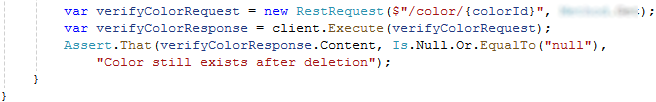 var verifyColorRequest = new RestRequest($"/color/{colorId}", );
var verifyColorResponse = client.Execute(verifyColorRequest);
Assert.That(verifyColorResponse.Content, Is.Null.Or.EqualTo("null"),
"Color still exists after deletion");
}
}